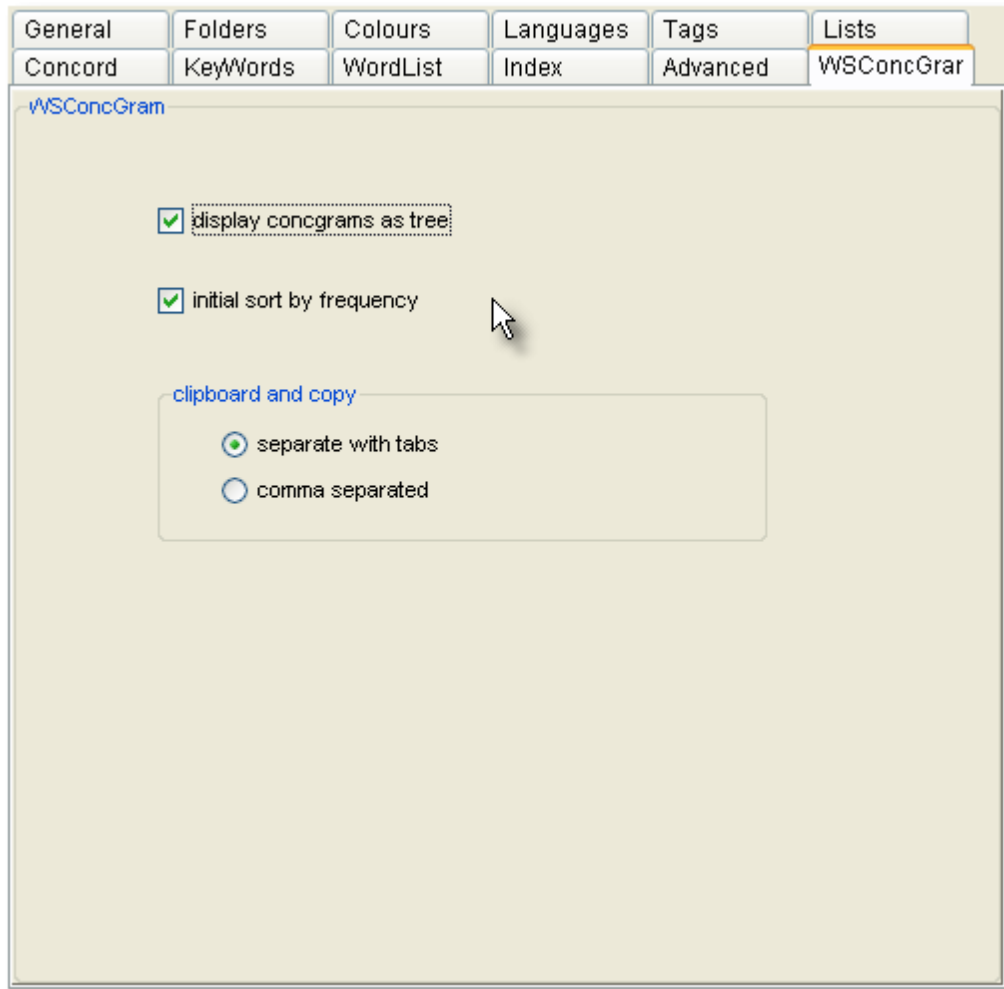 General Folders Colours Languages Tags Lists
Concord KeyWords WordList Index Advanced WSConcGrar
WSConcGram
display concgrams as tree
initial sort by frequency
clipboard and copy
separate with tabs
comma separated